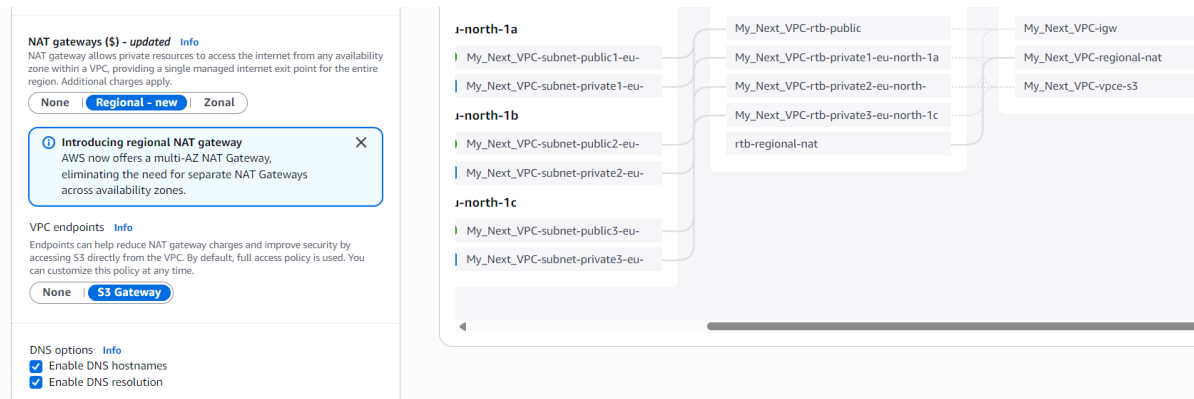 NAT gateways ($) - updated Info
NAT gateway allows private resources to access the internet from any availability
zone within a VPC, providing a single managed internet exit point for the entire
region. Additional charges apply.
None Regional - new Zonal
Introducing regional NAT gateway
AWS now offers a multi-AZ NAT Gateway,
eliminating the need for separate NAT Gateways
across availability zones.
VPC endpoints Info
Endpoints can help reduce NAT gateway charges and improve security by
accessing S3 directly from the VPC. By default, full access policy is used. You
can customize this policy at any time.
None S3 Gateway
DNS options Info
Enable DNS hostnames
Enable DNS resolution
u-north-1a
My_Next_VPC-subnet-public1-eu-
My_Next_VPC-subnet-private1-eu-
u-north-1b
My_Next_VPC-subnet-public2-eu-
My_Next_VPC-subnet-private2-eu-
u-north-1c
My_Next_VPC-subnet-public3-eu-
My_Next_VPC-subnet-private3-eu-
My_Next_VPC-rtb-public
My_Next_VPC-rtb-private1-eu-north-1a
My_Next_VPC-rtb-private2-eu-north-
My_Next_VPC-rtb-private3-eu-north-1c
rtb-regional-nat
My_Next_VPC-igw
My_Next_VPC-regional-nat
My_Next_VPC-vpce-s3